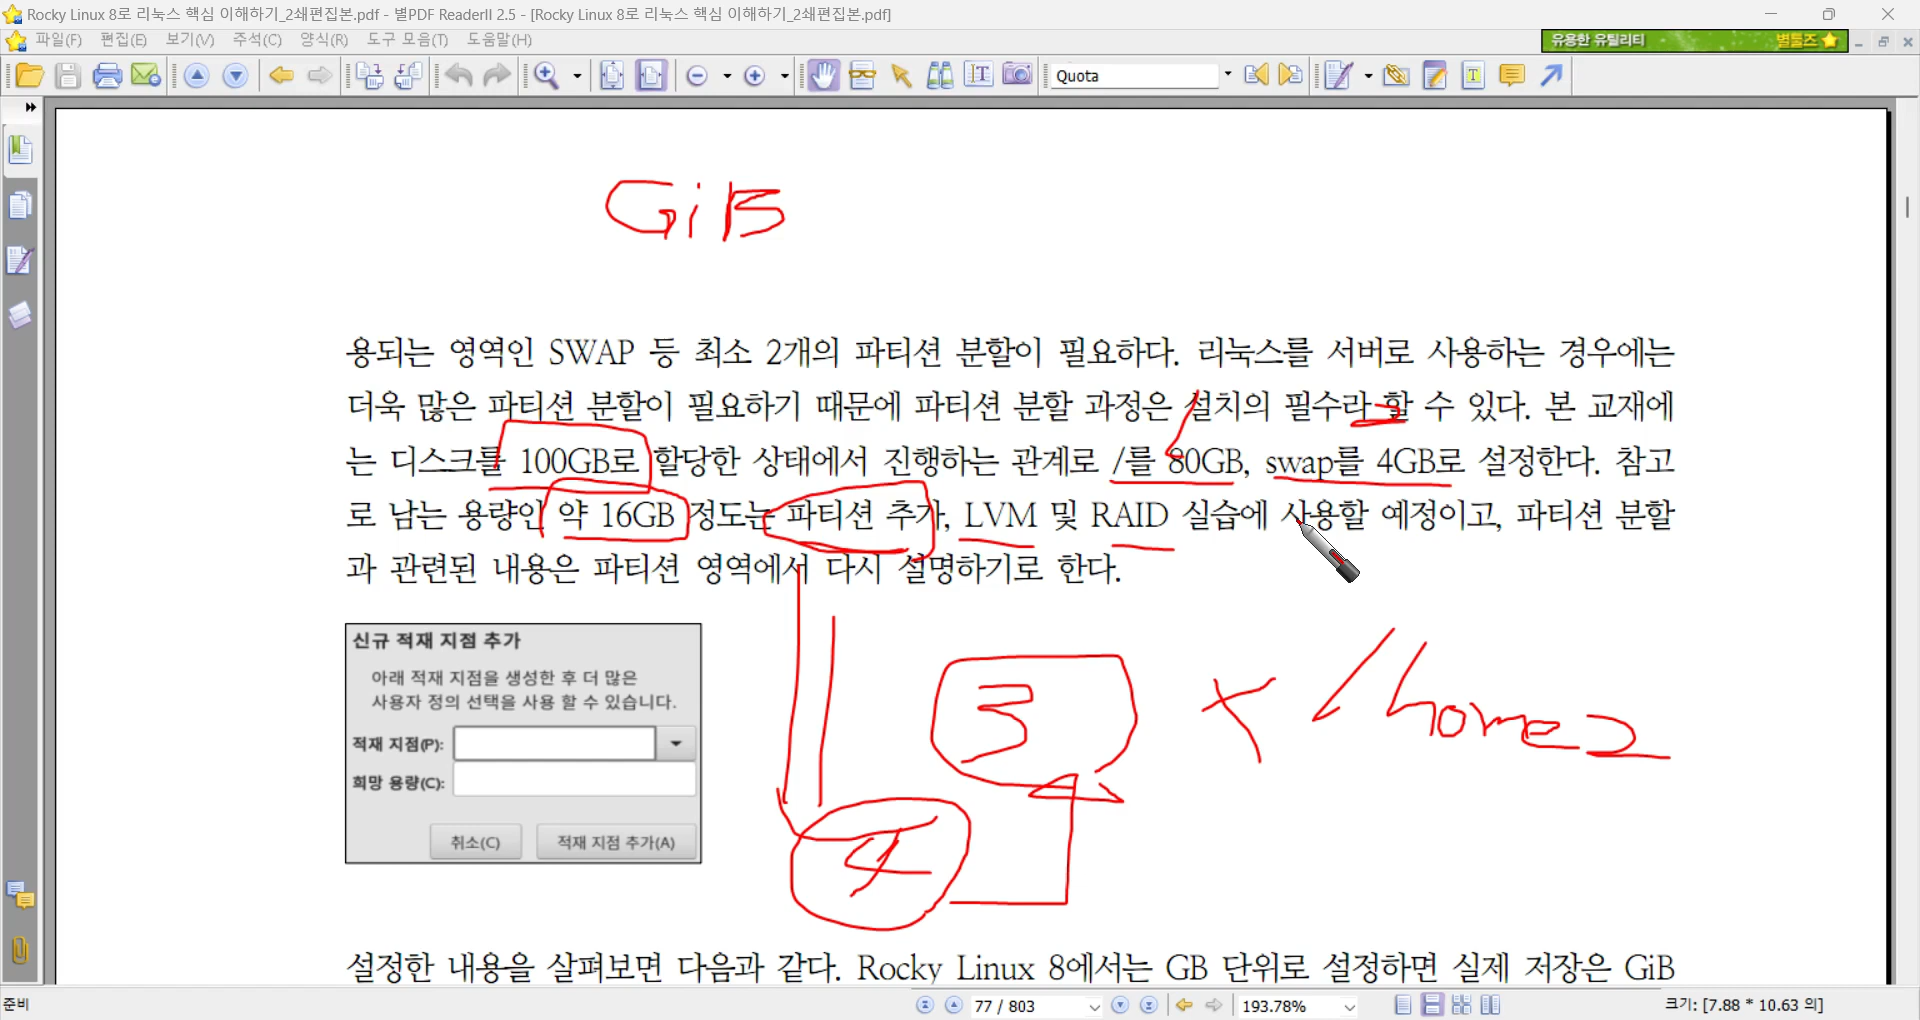 Rocky Linux 8로 리눅스 핵심 이해하기_2쇄편집본.pdf - 별PDF ReaderII 2.5 - [Rocky Linux 8로 리눅스 핵심 이해하기_2쇄편집본.pdf]
파일(F) 편집(E) 보기(V) 주석(C) 양식(R) 도구 모음(T) 도움말(H)
유용한 유틸리티 별툴즈
Quota
GiB
용되는 영역인 SWAP 등 최소 2개의 파티션 분할이 필요하다. 리눅스를 서버로 사용하는 경우에는
더욱 많은 파티션 분할이 필요하기 때문에 파티션 분할 과정은 설치의 필수라 할 수 있다. 본 교재에
는 디스크를 100GB로 할당한 상태에서 진행하는 관계로 /를 80GB, swap를 4GB로 설정한다. 참고
로 남는 용량인 약 16GB 정도는 파티션 추가, LVM 및 RAID 실습에 사용할 예정이고, 파티션 분할
과 관련된 내용은 파티션 영역에서 다시 설명하기로 한다.
신규 적재 지점 추가
아래 적재 지점을 생성한 후 더 많은
사용자 정의 선택을 사용 할 수 있습니다.
적재 지점(P):
희망 용량(C):
취소(C) 적재 지점 추가(A)
/home2
설정한 내용을 살펴보면 다음과 같다. Rocky Linux 8에서는 GB 단위로 설정하면 실제 저장은 GiB
준비
77 / 803
193.78%
크기: [7.88 * 10.63 의]